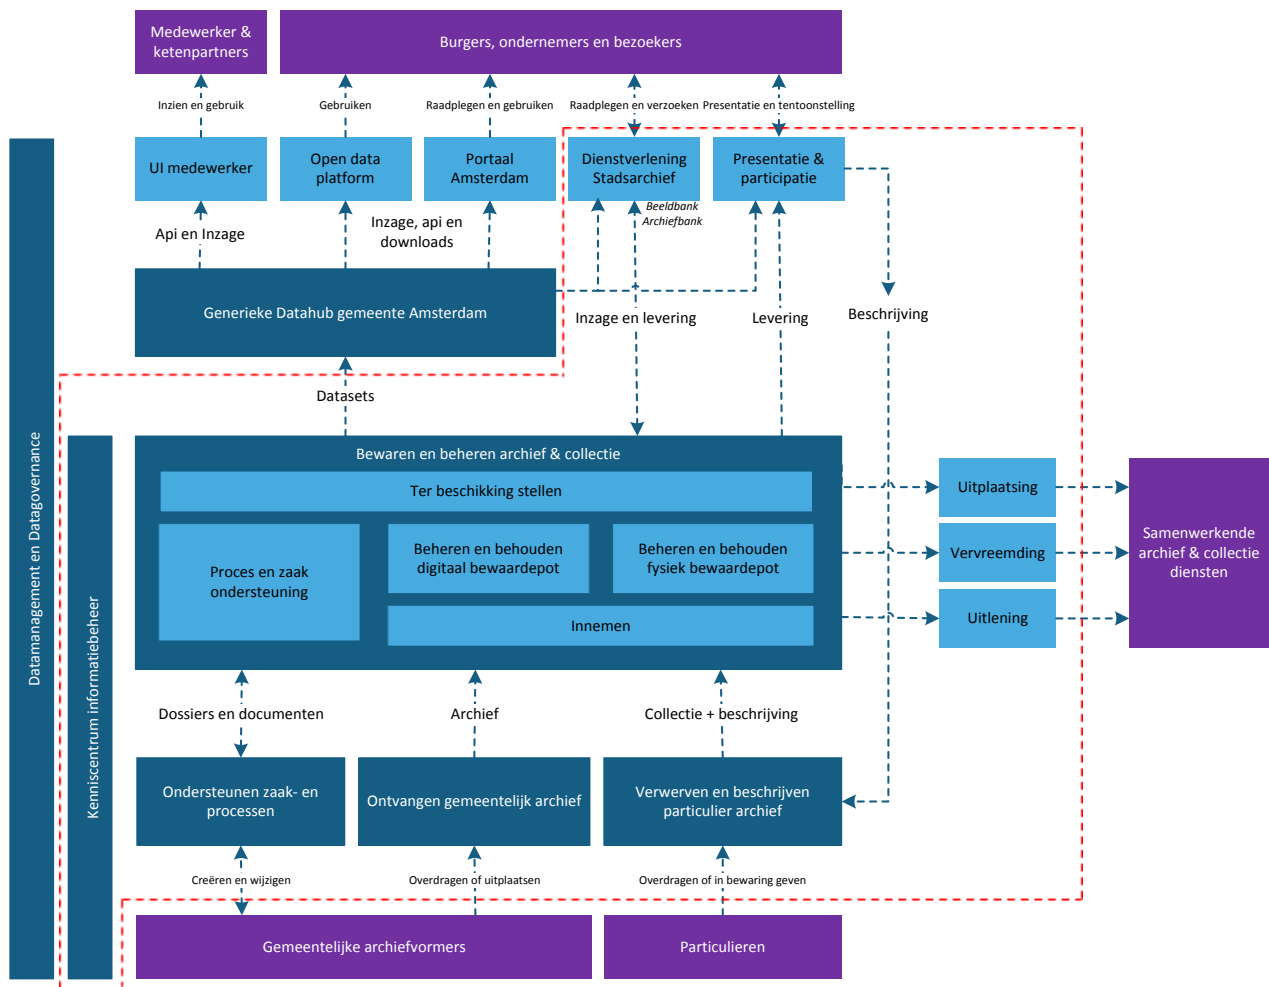 Medewerker &
ketenpartners
Burgers, ondernemers en bezoekers
Inzien en gebruik
Gebruiken
Raadplegen en gebruiken
Raadplegen en verzoeken
Presentatie en tentoonstelling
UI medewerker
Open data
platform
Portaal
Amsterdam
Dienstverlening
Stadsarchief
Presentatie &
participatie
Beeldbank
Archiefbank
Api en Inzage
Inzage, api en
downloads
Generieke Datahub gemeente Amsterdam
Inzage en levering
Levering
Beschrijving
Datasets
Datamanagement en Datagovernance
Kenniscentrum informatiebeheer
Bewaren en beheren archief & collectie
Ter beschikking stellen
Proces en zaak
ondersteuning
Beheren en behouden
digitaal bewaardepot
Beheren en behouden
fysiek bewaardepot
Innemen
Uitplaatsing
Vervreemding
Uitlening
Samenwerkende
archief & collectie
diensten
Dossiers en documenten
Archief
Collectie + beschrijving
Ondersteunen zaak- en
processen
Ontvangen gemeentelijk archief
Verwerven en beschrijven
particulier archief
Creëren en wijzigen
Overdragen of uitplaatsen
Overdragen of in bewaring geven
Gemeentelijke archiefvormers
Particulieren